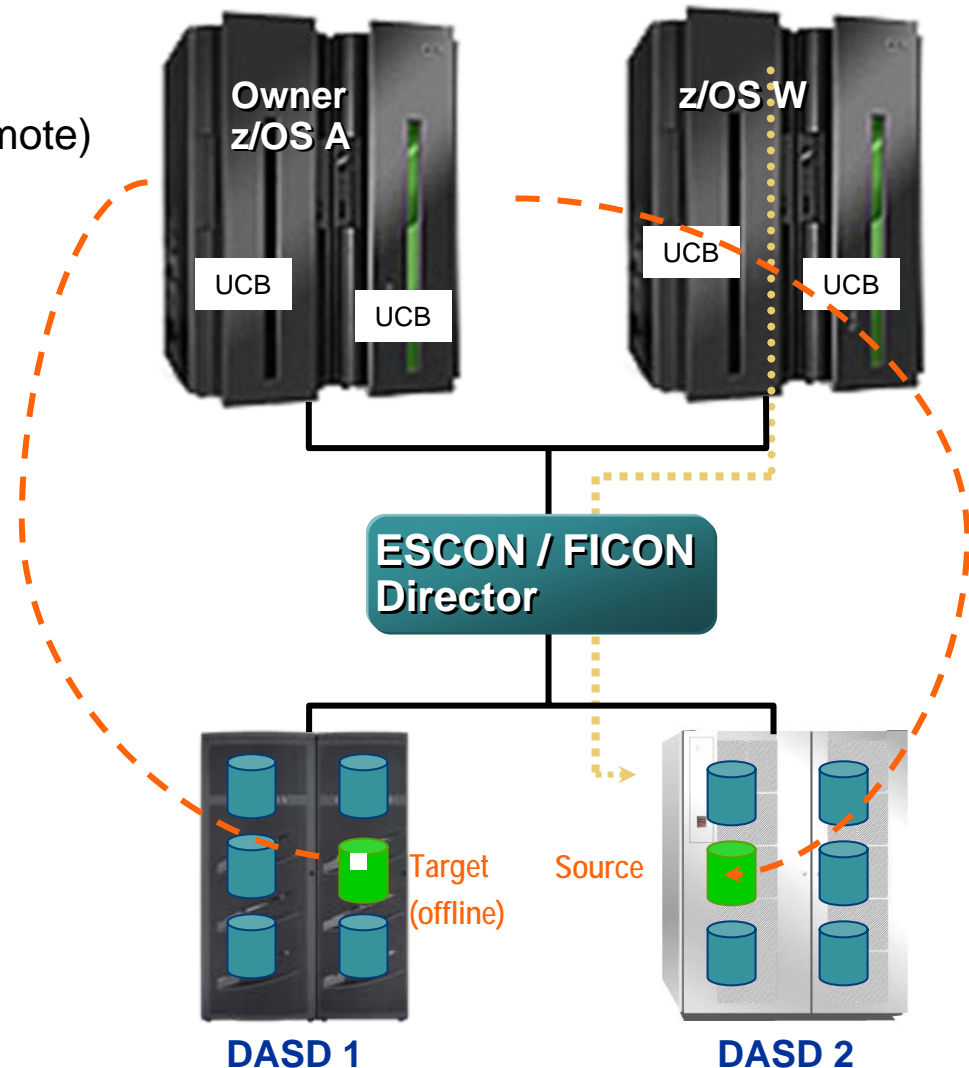 Owner
z/OS A
z/OS W
mote)
UCB
UCB
UCB
UCB
ESCON / FICON
Director
Target
(offline)
Source
DASD 1
DASD 2